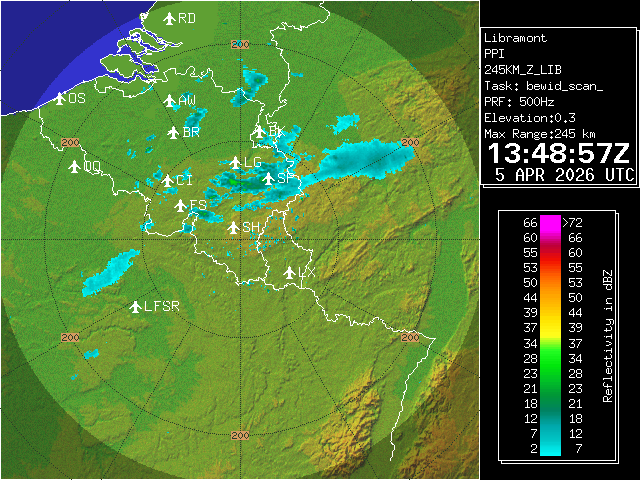 RD
200
OS
AW
BR
BK
200
200
QQ
LG
CI
SP
FS
SH
LX
LFSR
200
200
200
Libramont
PPI
245KM_Z_LIB
Task: bewid_scan_
PRF: 500Hz
Elevation:0.3
Max Range:245 km
13:48:57Z
5 APR 2026 UTC
66 >72
60 66
55 60
53 55
50 53
44 50
39 44
37 39
34 37
28 34
23 28
21 23
18 21
12 18
7 12
2 7
Reflectivity in dBZ